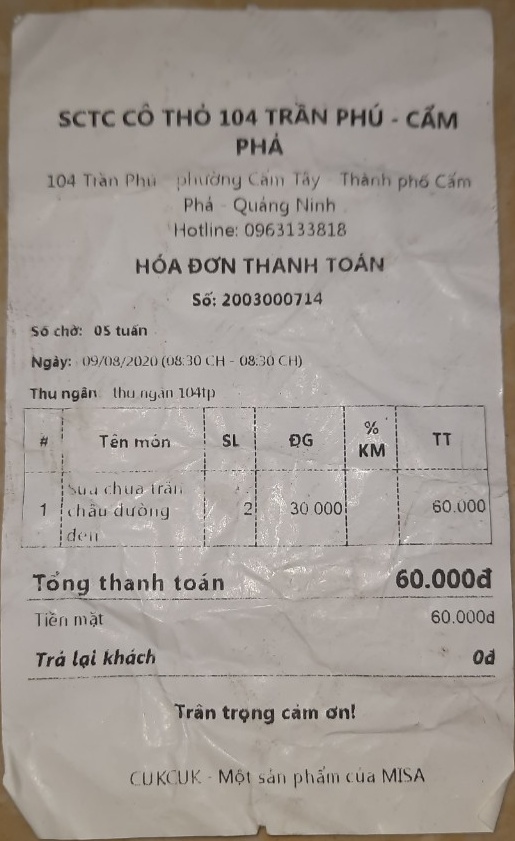 SCTC CÔ THỎ 104 TRẦN PHÚ - CẨM
PHẢ
104 Trần Phú - phường Cẩm Tây - Thành phố Cẩm
Phả - Quảng Ninh
Hotline: 0963133818
HÓA ĐƠN THANH TOÁN
Số: 2003000714
Số chờ: 05 tuấn
Ngày: 09/08/2020 (08:30 CH - 08:30 CH)
Thu ngân: thu ngân 104tp
# Tên món SL ĐG % KM TT
Sữa chua trân
1 châu đường 2 30.000 60.000
đen
Tổng thanh toán 60.000đ
Tiền mặt 60.000đ
Trả lại khách 0đ
Trân trọng cảm ơn!
CUKCUK - Một sản phẩm của MISA